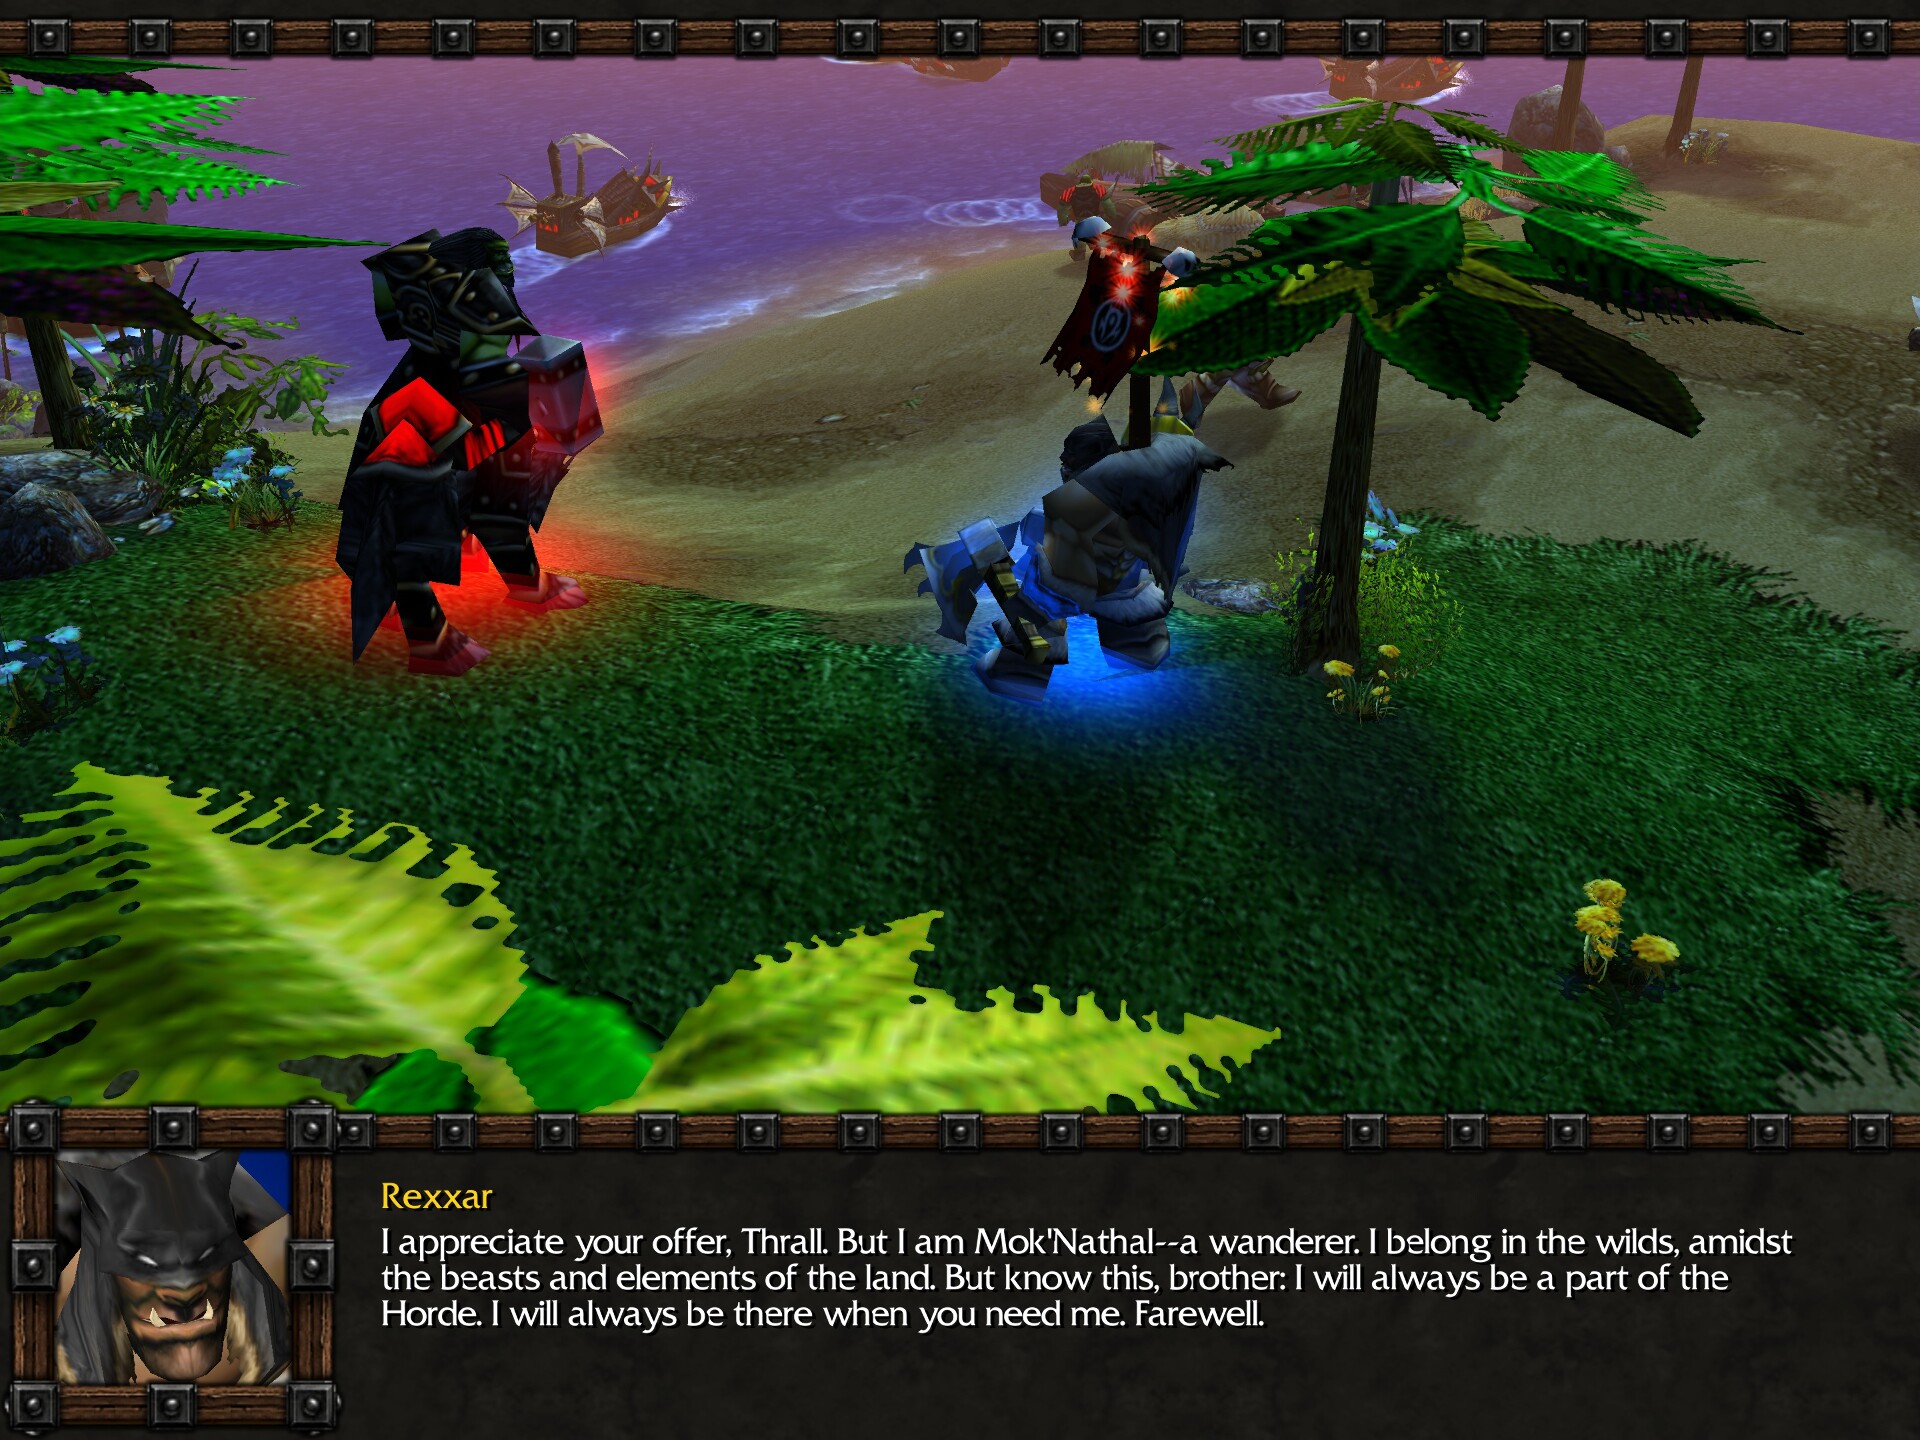 Rexxar
I appreciate your offer, Thrall. But I am Mok'Nathal--a wanderer. I belong in the wilds, amidst
the beasts and elements of the land. But know this, brother: I will always be a part of the
Horde. I will always be there when you need me. Farewell.